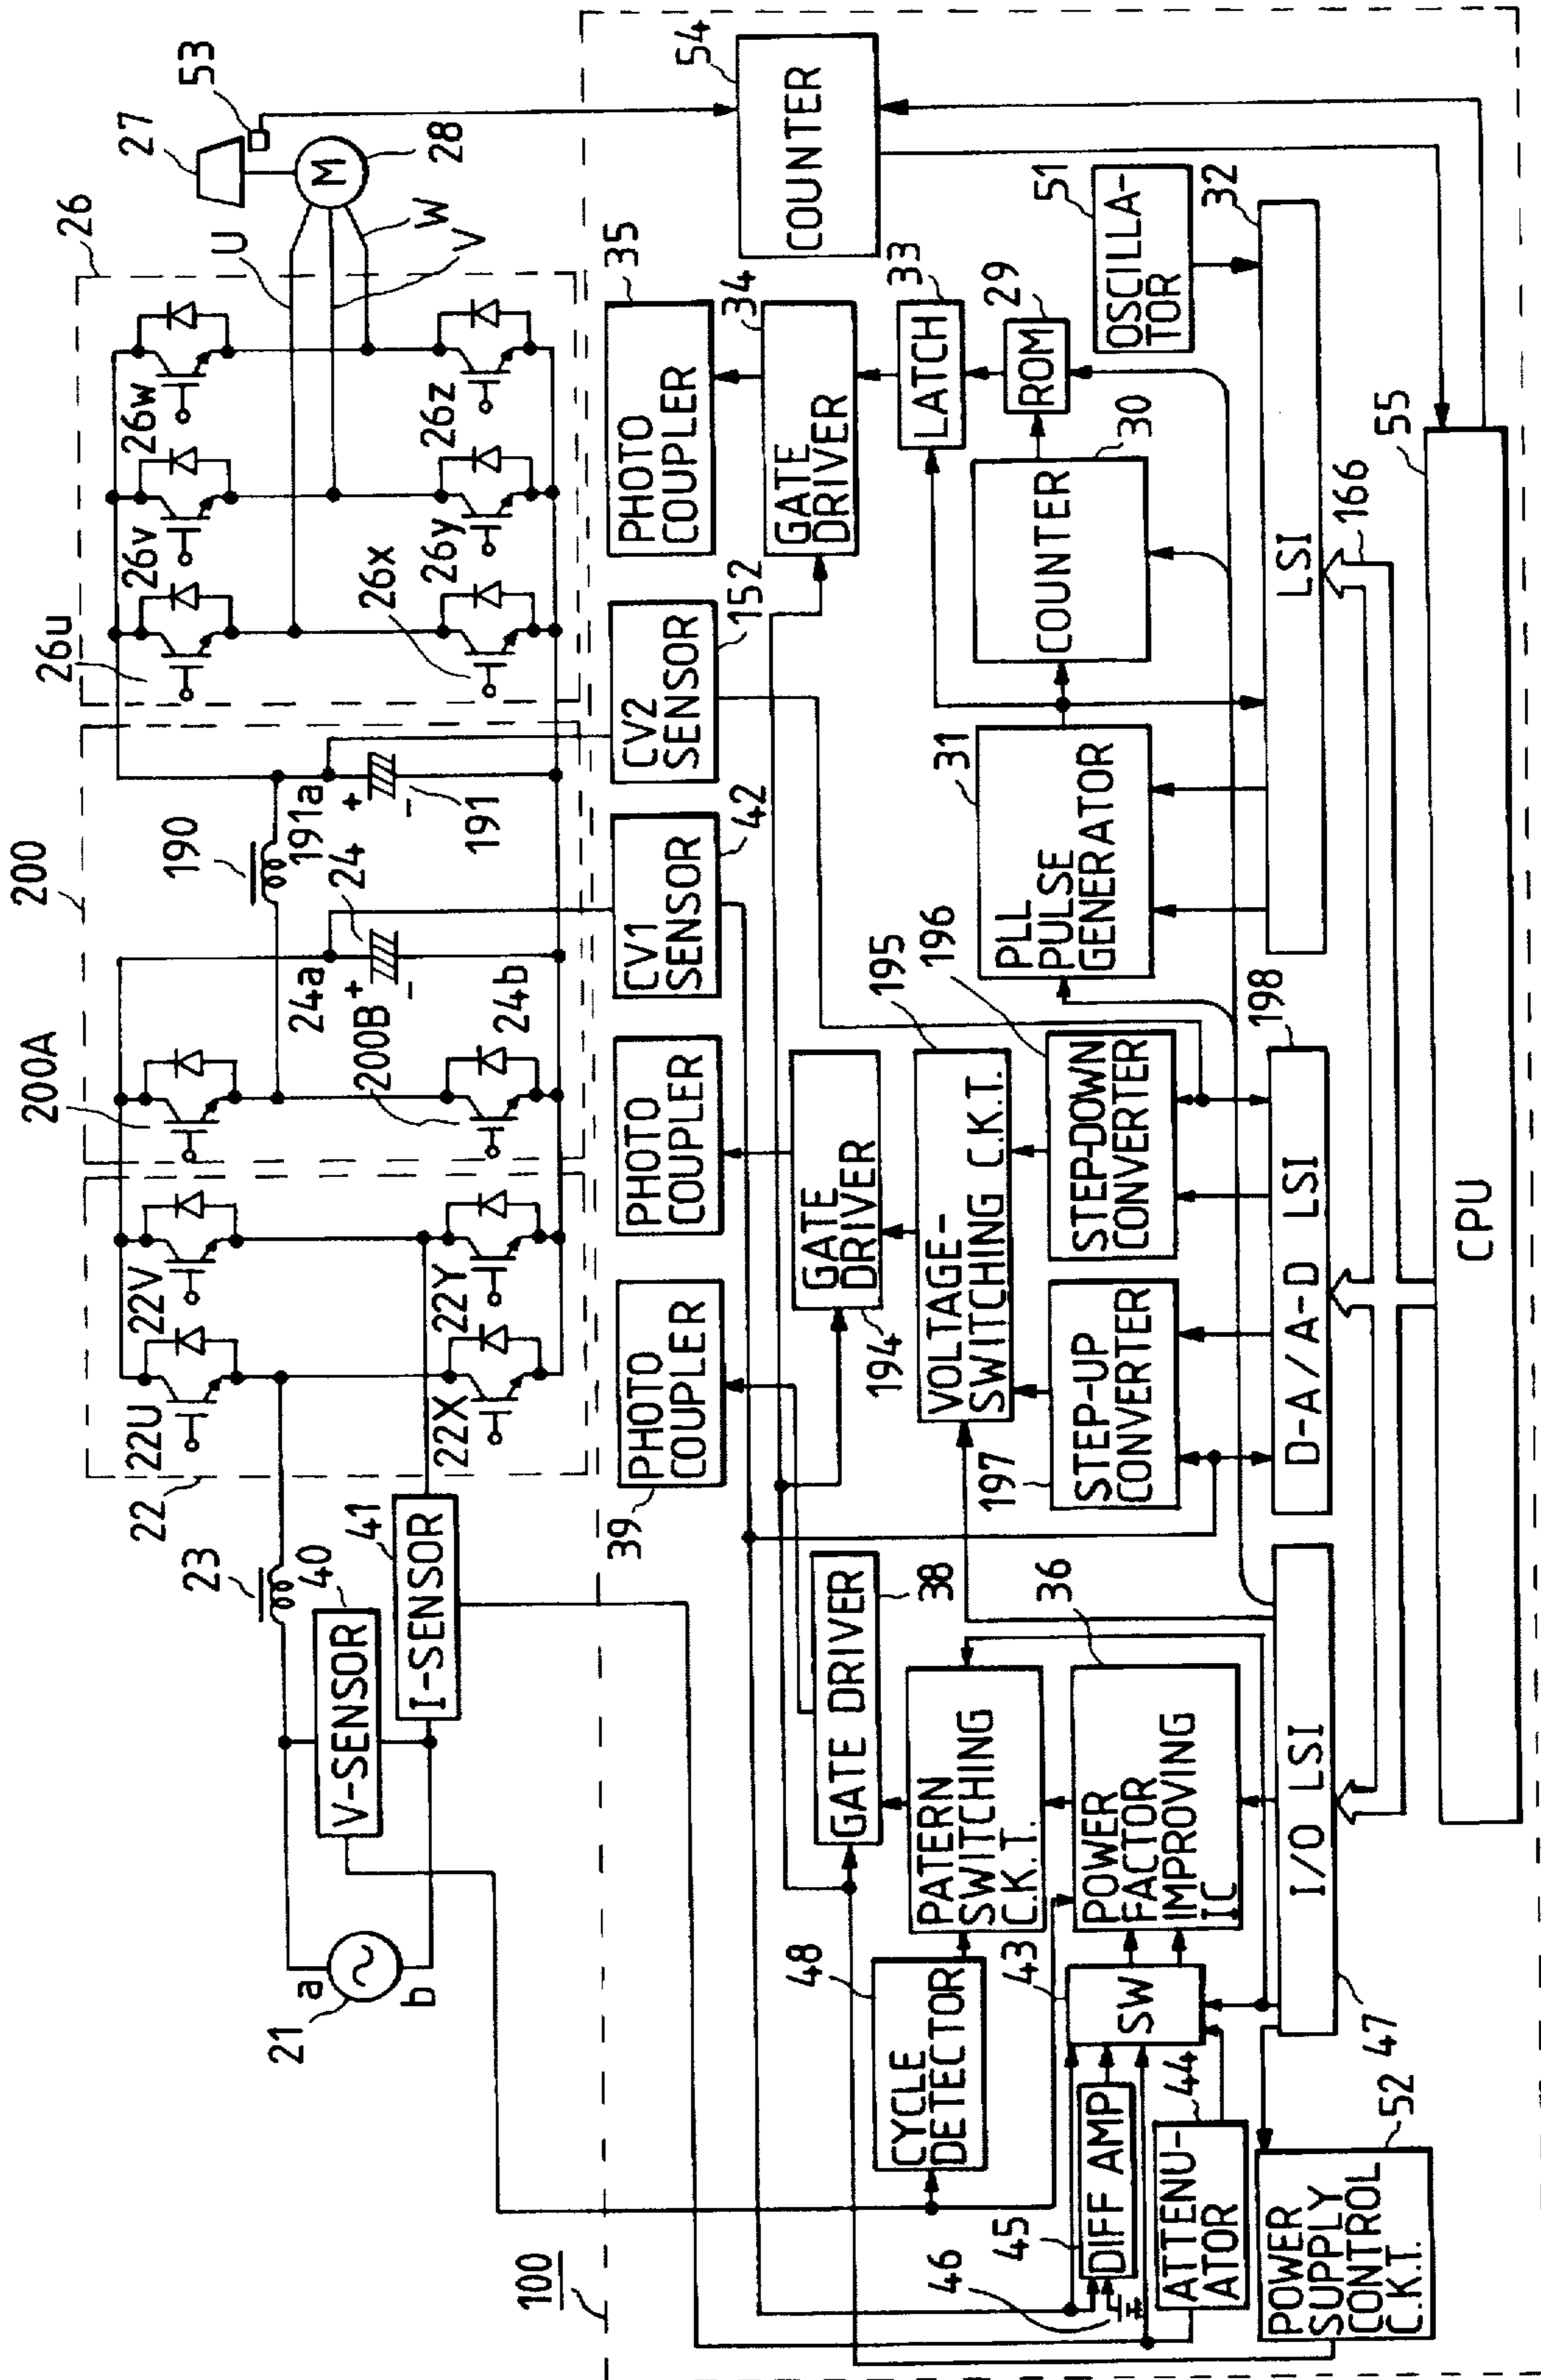 200
200A
190
26
27
53
22
22U
22V
22X
22Y
24a
+
-
24
24b
200B
191a
+
-
191
26u
26v
26w
26x
26y
26z
U
V
W
M
28
23
40
V-SENSOR
41
I-SENSOR
21
a
b
100
39
PHOTO
COUPLER
PHOTO
COUPLER
CV1
SENSOR
42
CV2
SENSOR
152
PHOTO
COUPLER
35
COUNTER
54
GATE DRIVER
38
GATE
DRIVER
194
GATE
DRIVER
34
48
CYCLE
DETECTOR
PATERN
SWITCHING
C.K.T.
VOLTAGE-
SWITCHING C.K.T.
195
LATCH
33
45
DIFF AMP
46
43
SW
POWER
FACTOR
IMPROVING
IC
36
197
STEP-UP
CONVERTER
STEP-DOWN
CONVERTER
196
PLL
PULSE
GENERATOR
31
COUNTER
30
ROM
29
OSCILLA-
TOR
51
ATTENU-
ATOR
44
POWER
SUPPLY
CONTROL
C.K.T.
52
I/O LSI
47
D-A/A-D LSI
198
LSI
32
166
CPU
55